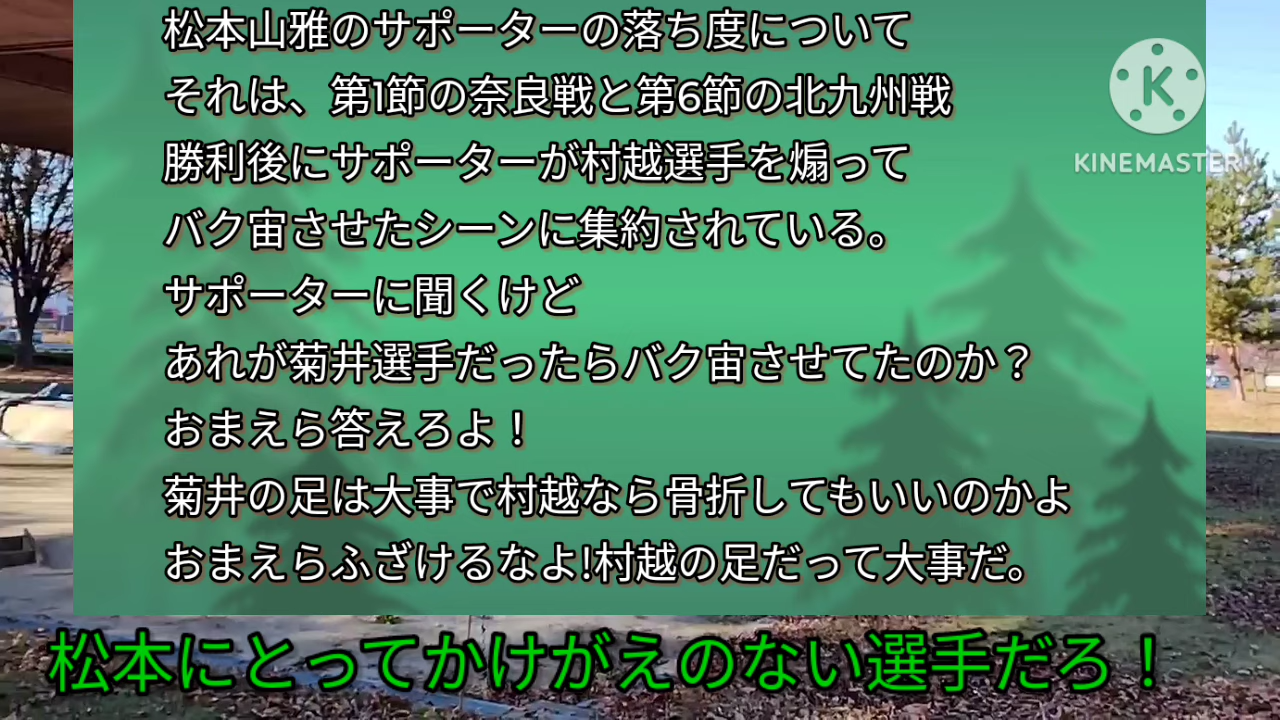 松本山雅のサポーターの落ち度について
それは、第1節の奈良戦と第6節の北九州戦
勝利後にサポーターが村越選手を煽って
バク宙させたシーンに集約されている。
サポーターに聞くけど
あれが菊井選手だったらバク宙させてたのか？
おまえら答えろよ！
菊井の足は大事で村越なら骨折してもいいのかよ
おまえらふざけるなよ!村越の足だって大事だ。
松本にとってかけがえのない選手だろ！
K
KINEMASTER